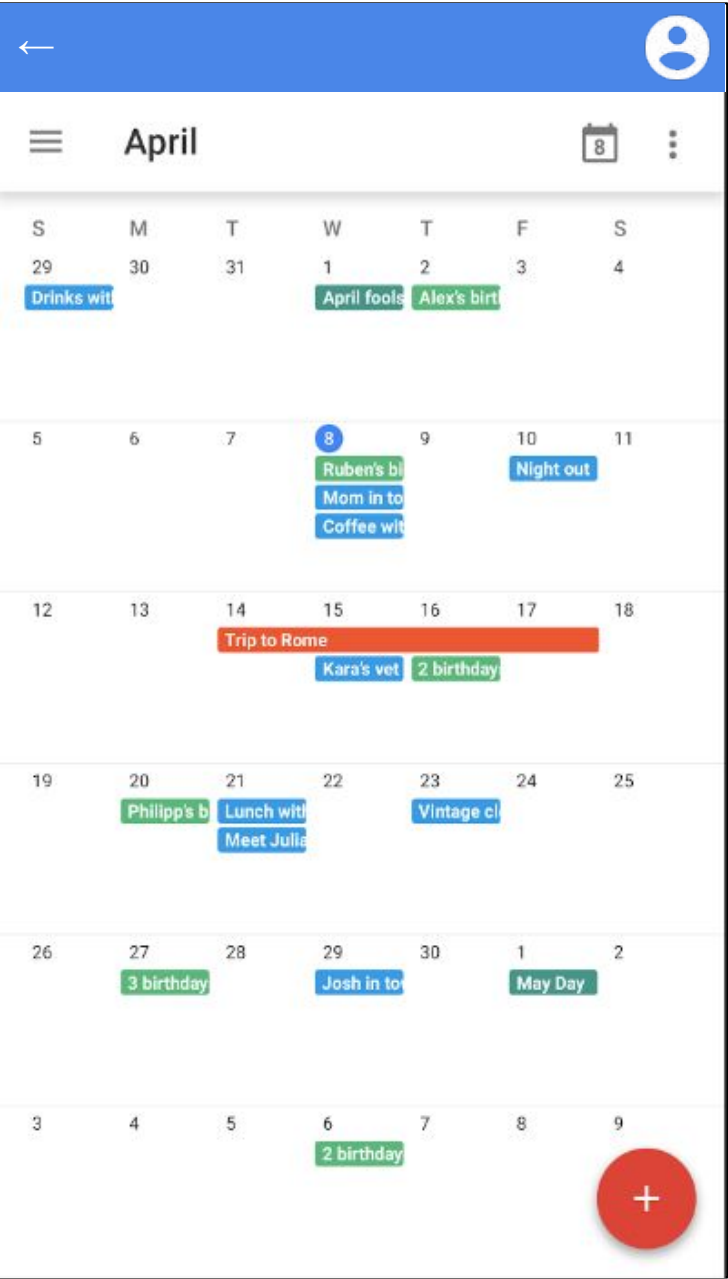 April
8
S M T W T F S
29 30 31 1 2 3 4
Drinks wit April fools Alex's birt
5 6 7 8 9 10 11
Ruben's bi Night out
Mom in to
Coffee wit
12 13 14 15 16 17 18
Trip to Rome
Kara's vet 2 birthday
19 20 21 22 23 24 25
Philipp's b Lunch with Vintage cl
Meet Julia
26 27 28 29 30 1 2
3 birthday Josh in to May Day
3 4 5 6 7 8 9
2 birthday